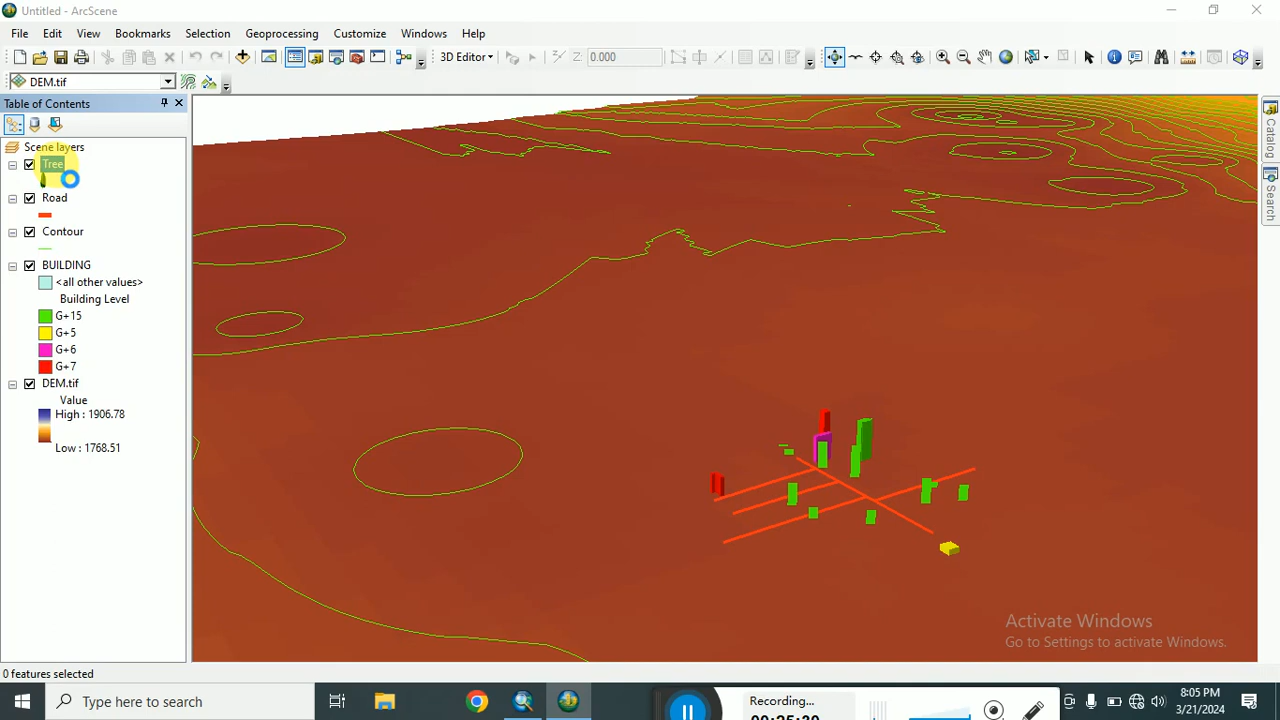 Untitled - ArcScene
File Edit View Bookmarks Selection Geoprocessing Customize Windows Help
3D Editor Z: 0.000
DEM.tif
Table of Contents
Scene layers
Tree
Road
Contour
BUILDING
<all other values>
Building Level
G+15
G+5
G+6
G+7
DEM.tif
Value
High : 1906.78
Low : 1768.51
Catalog
Search
Activate Windows
Go to Settings to activate Windows.
0 features selected
Type here to search
Recording...
00:25:30
8:05 PM
3/21/2024